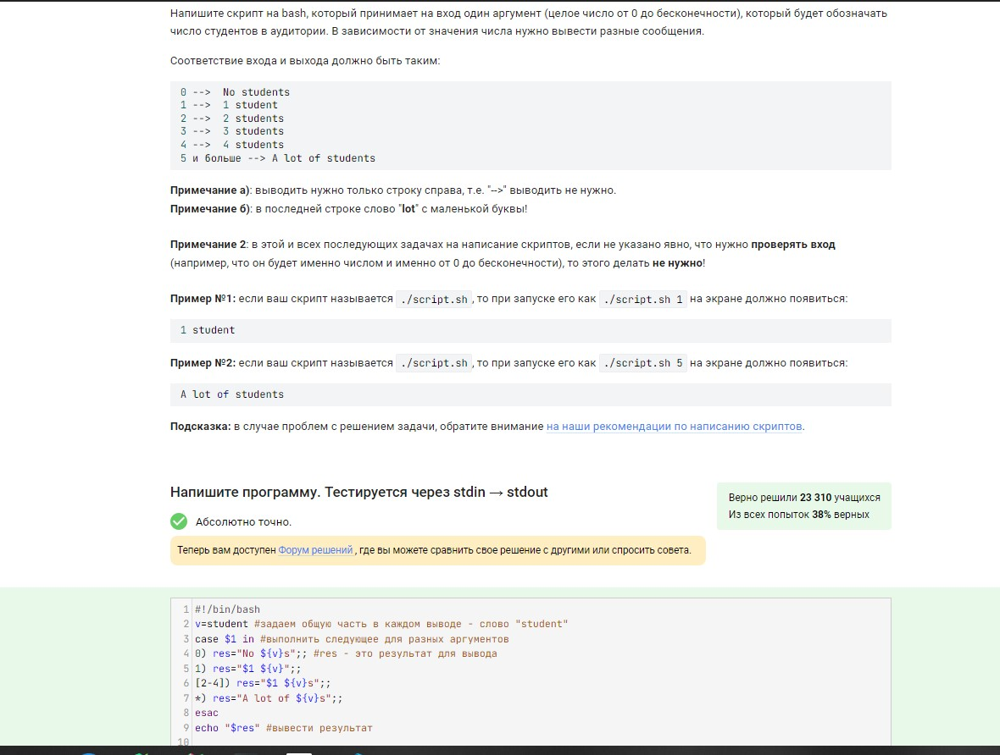 Напишите скрипт на bash, который принимает на вход один аргумент (целое число от 0 до бесконечности), который будет обозначать
число студентов в аудитории. В зависимости от значения числа нужно вывести разные сообщения.
Соответствие входа и выхода должно быть таким:
0 -->  No students
1 -->  1 student
2 -->  2 students
3 -->  3 students
4 -->  4 students
5 и больше --> A lot of students
Примечание а): выводить нужно только строку справа, т.е. "-->" выводить не нужно.
Примечание б): в последней строке слово "lot" с маленькой буквы!
Примечание 2: в этой и всех последующих задачах на написание скриптов, если не указано явно, что нужно проверять вход
(например, что он будет именно числом и именно от 0 до бесконечности), то этого делать не нужно!
Пример №1: если ваш скрипт называется ./script.sh , то при запуске его как ./script.sh 1 на экране должно появиться:
1 student
Пример №2: если ваш скрипт называется ./script.sh , то при запуске его как ./script.sh 5 на экране должно появиться:
A lot of students
Подсказка: в случае проблем с решением задачи, обратите внимание на наши рекомендации по написанию скриптов.
Напишите программу. Тестируется через stdin → stdout
Верно решили 23 310 учащихся
Из всех попыток 38% верных
Абсолютно точно.
Теперь вам доступен Форум решений , где вы можете сравнить свое решение с другими или спросить совета.
1 #!/bin/bash
2 v=student #задаем общую часть в каждом выводе - слово "student"
3 case $1 in #выполнить следующее для разных аргументов
4 0) res="No ${v}s";; #res - это результат для вывода
5 1) res="$1 ${v}";;
6 [2-4]) res="$1 ${v}s";;
7 *) res="A lot of ${v}s";;
8 esac
9 echo "$res" #вывести результат
10